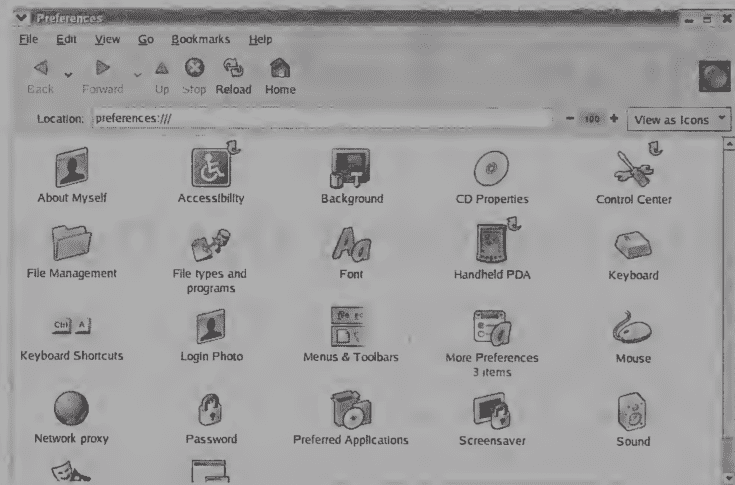 Preferences
File Edit View Go Bookmarks Help
Back Forward Up Stop Reload Home
Location: preferences:/// 100 View as Icons
About Myself Accessibility Background CD Properties Control Center
File Management File types and programs Font Handheld PDA Keyboard
Ctrl A
Keyboard Shortcuts Login Photo Menus & Toolbars More Preferences 3 items Mouse
Network proxy Password Preferred Applications Screensaver Sound